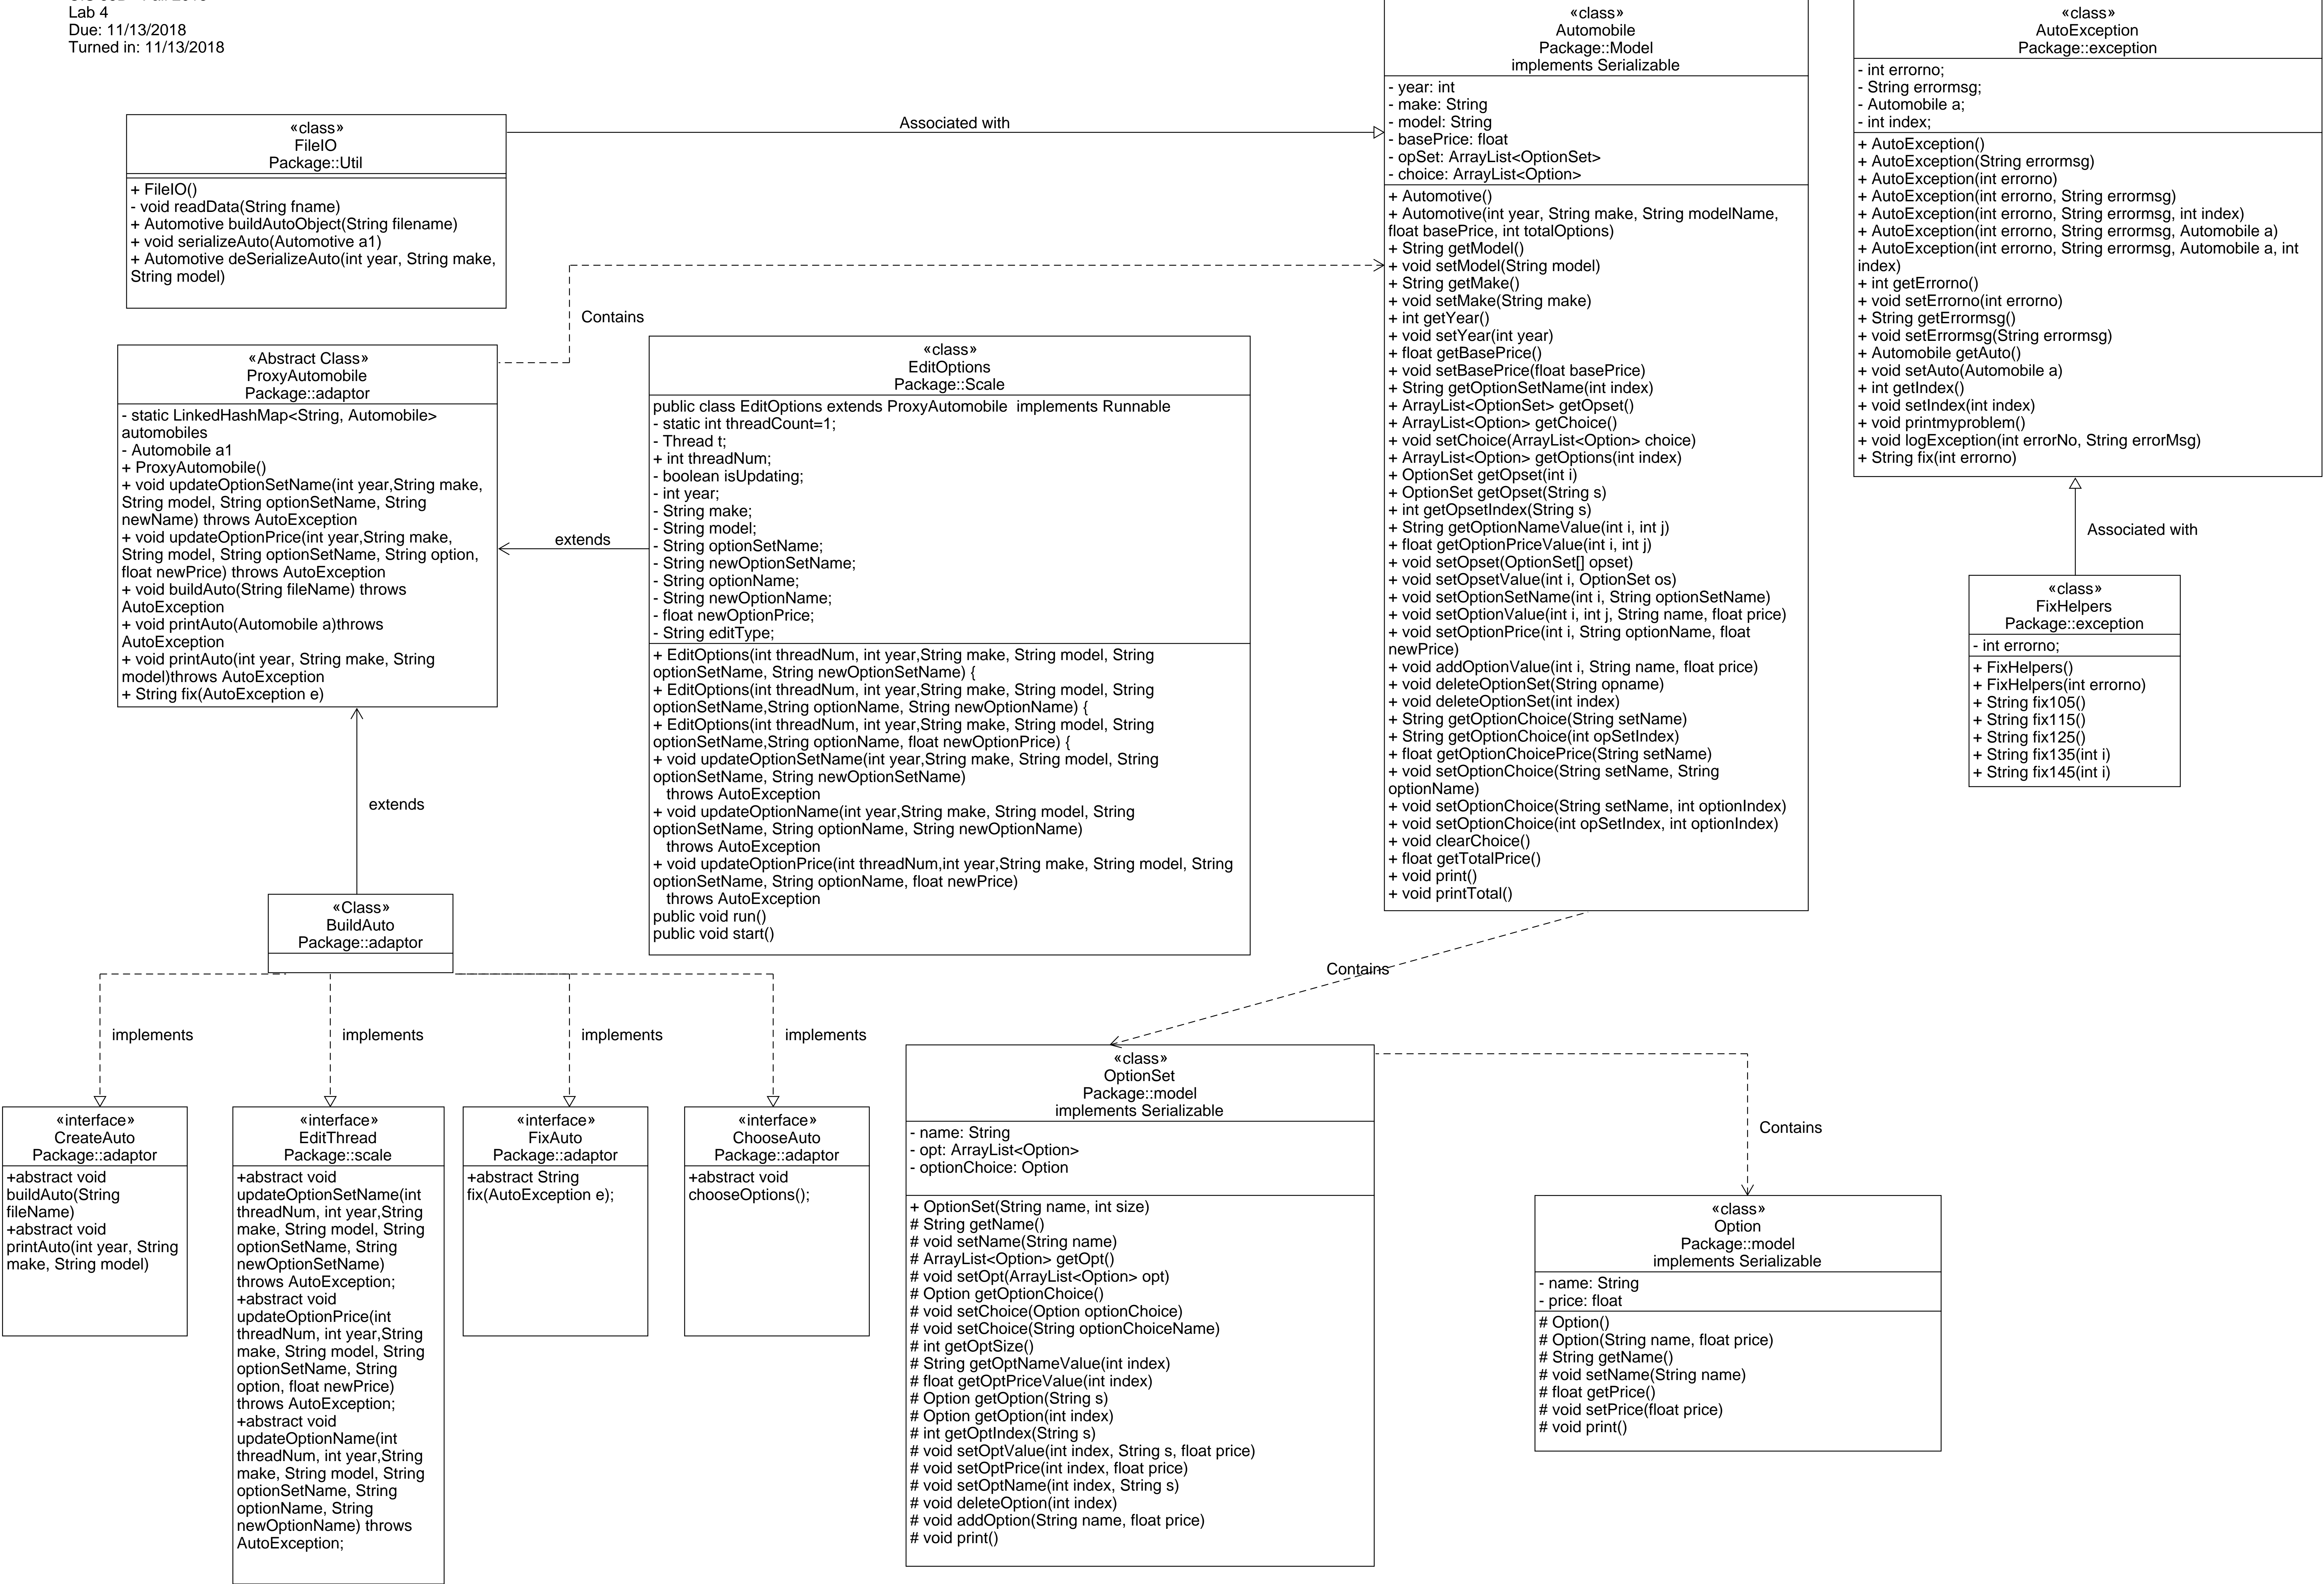 Lab 4
Due: 11/13/2018
Turned in: 11/13/2018
«class»
FileIO
Package::Util
+ FileIO()
- void readData(String fname)
+ Automotive buildAutoObject(String filename)
+ void serializeAuto(Automotive a1)
+ Automotive deSerializeAuto(int year, String make,
String model)
Associated with
«class»
Automobile
Package::Model
implements Serializable
- year: int
- make: String
- model: String
- basePrice: float
- opSet: ArrayList<OptionSet>
- choice: ArrayList<Option>
+ Automotive()
+ Automotive(int year, String make, String modelName,
float basePrice, int totalOptions)
+ String getModel()
+ void setModel(String model)
+ String getMake()
+ void setMake(String make)
+ int getYear()
+ void setYear(int year)
+ float getBasePrice()
+ void setBasePrice(float basePrice)
+ String getOptionSetName(int index)
+ ArrayList<OptionSet> getOpset()
+ ArrayList<Option> getChoice()
+ void setChoice(ArrayList<Option> choice)
+ ArrayList<Option> getOptions(int index)
+ OptionSet getOpset(int i)
+ OptionSet getOpset(String s)
+ int getOpsetIndex(String s)
+ String getOptionNameValue(int i, int j)
+ float getOptionPriceValue(int i, int j)
+ void setOpset(OptionSet[] opset)
+ void setOpsetValue(int i, OptionSet os)
+ void setOptionSetName(int i, String optionSetName)
+ void setOptionValue(int i, int j, String name, float price)
+ void setOptionPrice(int i, String optionName, float
newPrice)
+ void addOptionValue(int i, String name, float price)
+ void deleteOptionSet(String opname)
+ void deleteOptionSet(int index)
+ String getOptionChoice(String setName)
+ String getOptionChoice(int opSetIndex)
+ float getOptionChoicePrice(String setName)
+ void setOptionChoice(String setName, String
optionName)
+ void setOptionChoice(String setName, int optionIndex)
+ void setOptionChoice(int opSetIndex, int optionIndex)
+ void clearChoice()
+ float getTotalPrice()
+ void print()
+ void printTotal()
«class»
AutoException
Package::exception
- int errorno;
- String errormsg;
- Automobile a;
- int index;
+ AutoException()
+ AutoException(String errormsg)
+ AutoException(int errorno)
+ AutoException(int errorno, String errormsg)
+ AutoException(int errorno, String errormsg, int index)
+ AutoException(int errorno, String errormsg, Automobile a)
+ AutoException(int errorno, String errormsg, Automobile a, int
index)
+ int getErrorno()
+ void setErrorno(int errorno)
+ String getErrormsg()
+ void setErrormsg(String errormsg)
+ Automobile getAuto()
+ void setAuto(Automobile a)
+ int getIndex()
+ void setIndex(int index)
+ void printmyproblem()
+ void logException(int errorNo, String errorMsg)
+ String fix(int errorno)
Associated with
«class»
FixHelpers
Package::exception
- int errorno;
+ FixHelpers()
+ FixHelpers(int errorno)
+ String fix105()
+ String fix115()
+ String fix125()
+ String fix135(int i)
+ String fix145(int i)
Contains
«Abstract Class»
ProxyAutomobile
Package::adaptor
- static LinkedHashMap<String, Automobile>
automobiles
- Automobile a1
+ ProxyAutomobile()
+ void updateOptionSetName(int year,String make,
String model, String optionSetName, String
newName) throws AutoException
+ void updateOptionPrice(int year,String make,
String model, String optionSetName, String option,
float newPrice) throws AutoException
+ void buildAuto(String fileName) throws
AutoException
+ void printAuto(Automobile a)throws
AutoException
+ void printAuto(int year, String make, String
model)throws AutoException
+ String fix(AutoException e)
extends
«class»
EditOptions
Package::Scale
public class EditOptions extends ProxyAutomobile  implements Runnable
- static int threadCount=1;
- Thread t;
+ int threadNum;
- boolean isUpdating;
- int year;
- String make;
- String model;
- String optionSetName;
- String newOptionSetName;
- String optionName;
- String newOptionName;
- float newOptionPrice;
- String editType;
+ EditOptions(int threadNum, int year,String make, String model, String
optionSetName, String newOptionSetName) {
+ EditOptions(int threadNum, int year,String make, String model, String
optionSetName,String optionName, String newOptionName) {
+ EditOptions(int threadNum, int year,String make, String model, String
optionSetName,String optionName, float newOptionPrice) {
+ void updateOptionSetName(int year,String make, String model, String
optionSetName, String newOptionSetName)
throws AutoException
+ void updateOptionName(int year,String make, String model, String
optionSetName, String optionName, String newOptionName)
throws AutoException
+ void updateOptionPrice(int threadNum,int year,String make, String model, String
optionSetName, String optionName, float newPrice)
throws AutoException
public void run()
public void start()
extends
«Class»
BuildAuto
Package::adaptor
implements
implements
implements
implements
«interface»
CreateAuto
Package::adaptor
+abstract void
buildAuto(String
fileName)
+abstract void
printAuto(int year, String
make, String model)
«interface»
EditThread
Package::scale
+abstract void
updateOptionSetName(int
threadNum, int year,String
make, String model, String
optionSetName, String
newOptionSetName)
throws AutoException;
+abstract void
updateOptionPrice(int
threadNum, int year,String
make, String model, String
optionSetName, String
option, float newPrice)
throws AutoException;
+abstract void
updateOptionName(int
threadNum, int year,String
make, String model, String
optionSetName, String
optionName, String
newOptionName) throws
AutoException;
«interface»
FixAuto
Package::adaptor
+abstract String
fix(AutoException e);
«interface»
ChooseAuto
Package::adaptor
+abstract void
chooseOptions();
Contains
«class»
OptionSet
Package::model
implements Serializable
- name: String
- opt: ArrayList<Option>
- optionChoice: Option
+ OptionSet(String name, int size)
# String getName()
# void setName(String name)
# ArrayList<Option> getOpt()
# void setOpt(ArrayList<Option> opt)
# Option getOptionChoice()
# void setChoice(Option optionChoice)
# void setChoice(String optionChoiceName)
# int getOptSize()
# String getOptNameValue(int index)
# float getOptPriceValue(int index)
# Option getOption(String s)
# Option getOption(int index)
# int getOptIndex(String s)
# void setOptValue(int index, String s, float price)
# void setOptPrice(int index, float price)
# void setOptName(int index, String s)
# void deleteOption(int index)
# void addOption(String name, float price)
# void print()
Contains
«class»
Option
Package::model
implements Serializable
- name: String
- price: float
# Option()
# Option(String name, float price)
# String getName()
# void setName(String name)
# float getPrice()
# void setPrice(float price)
# void print()